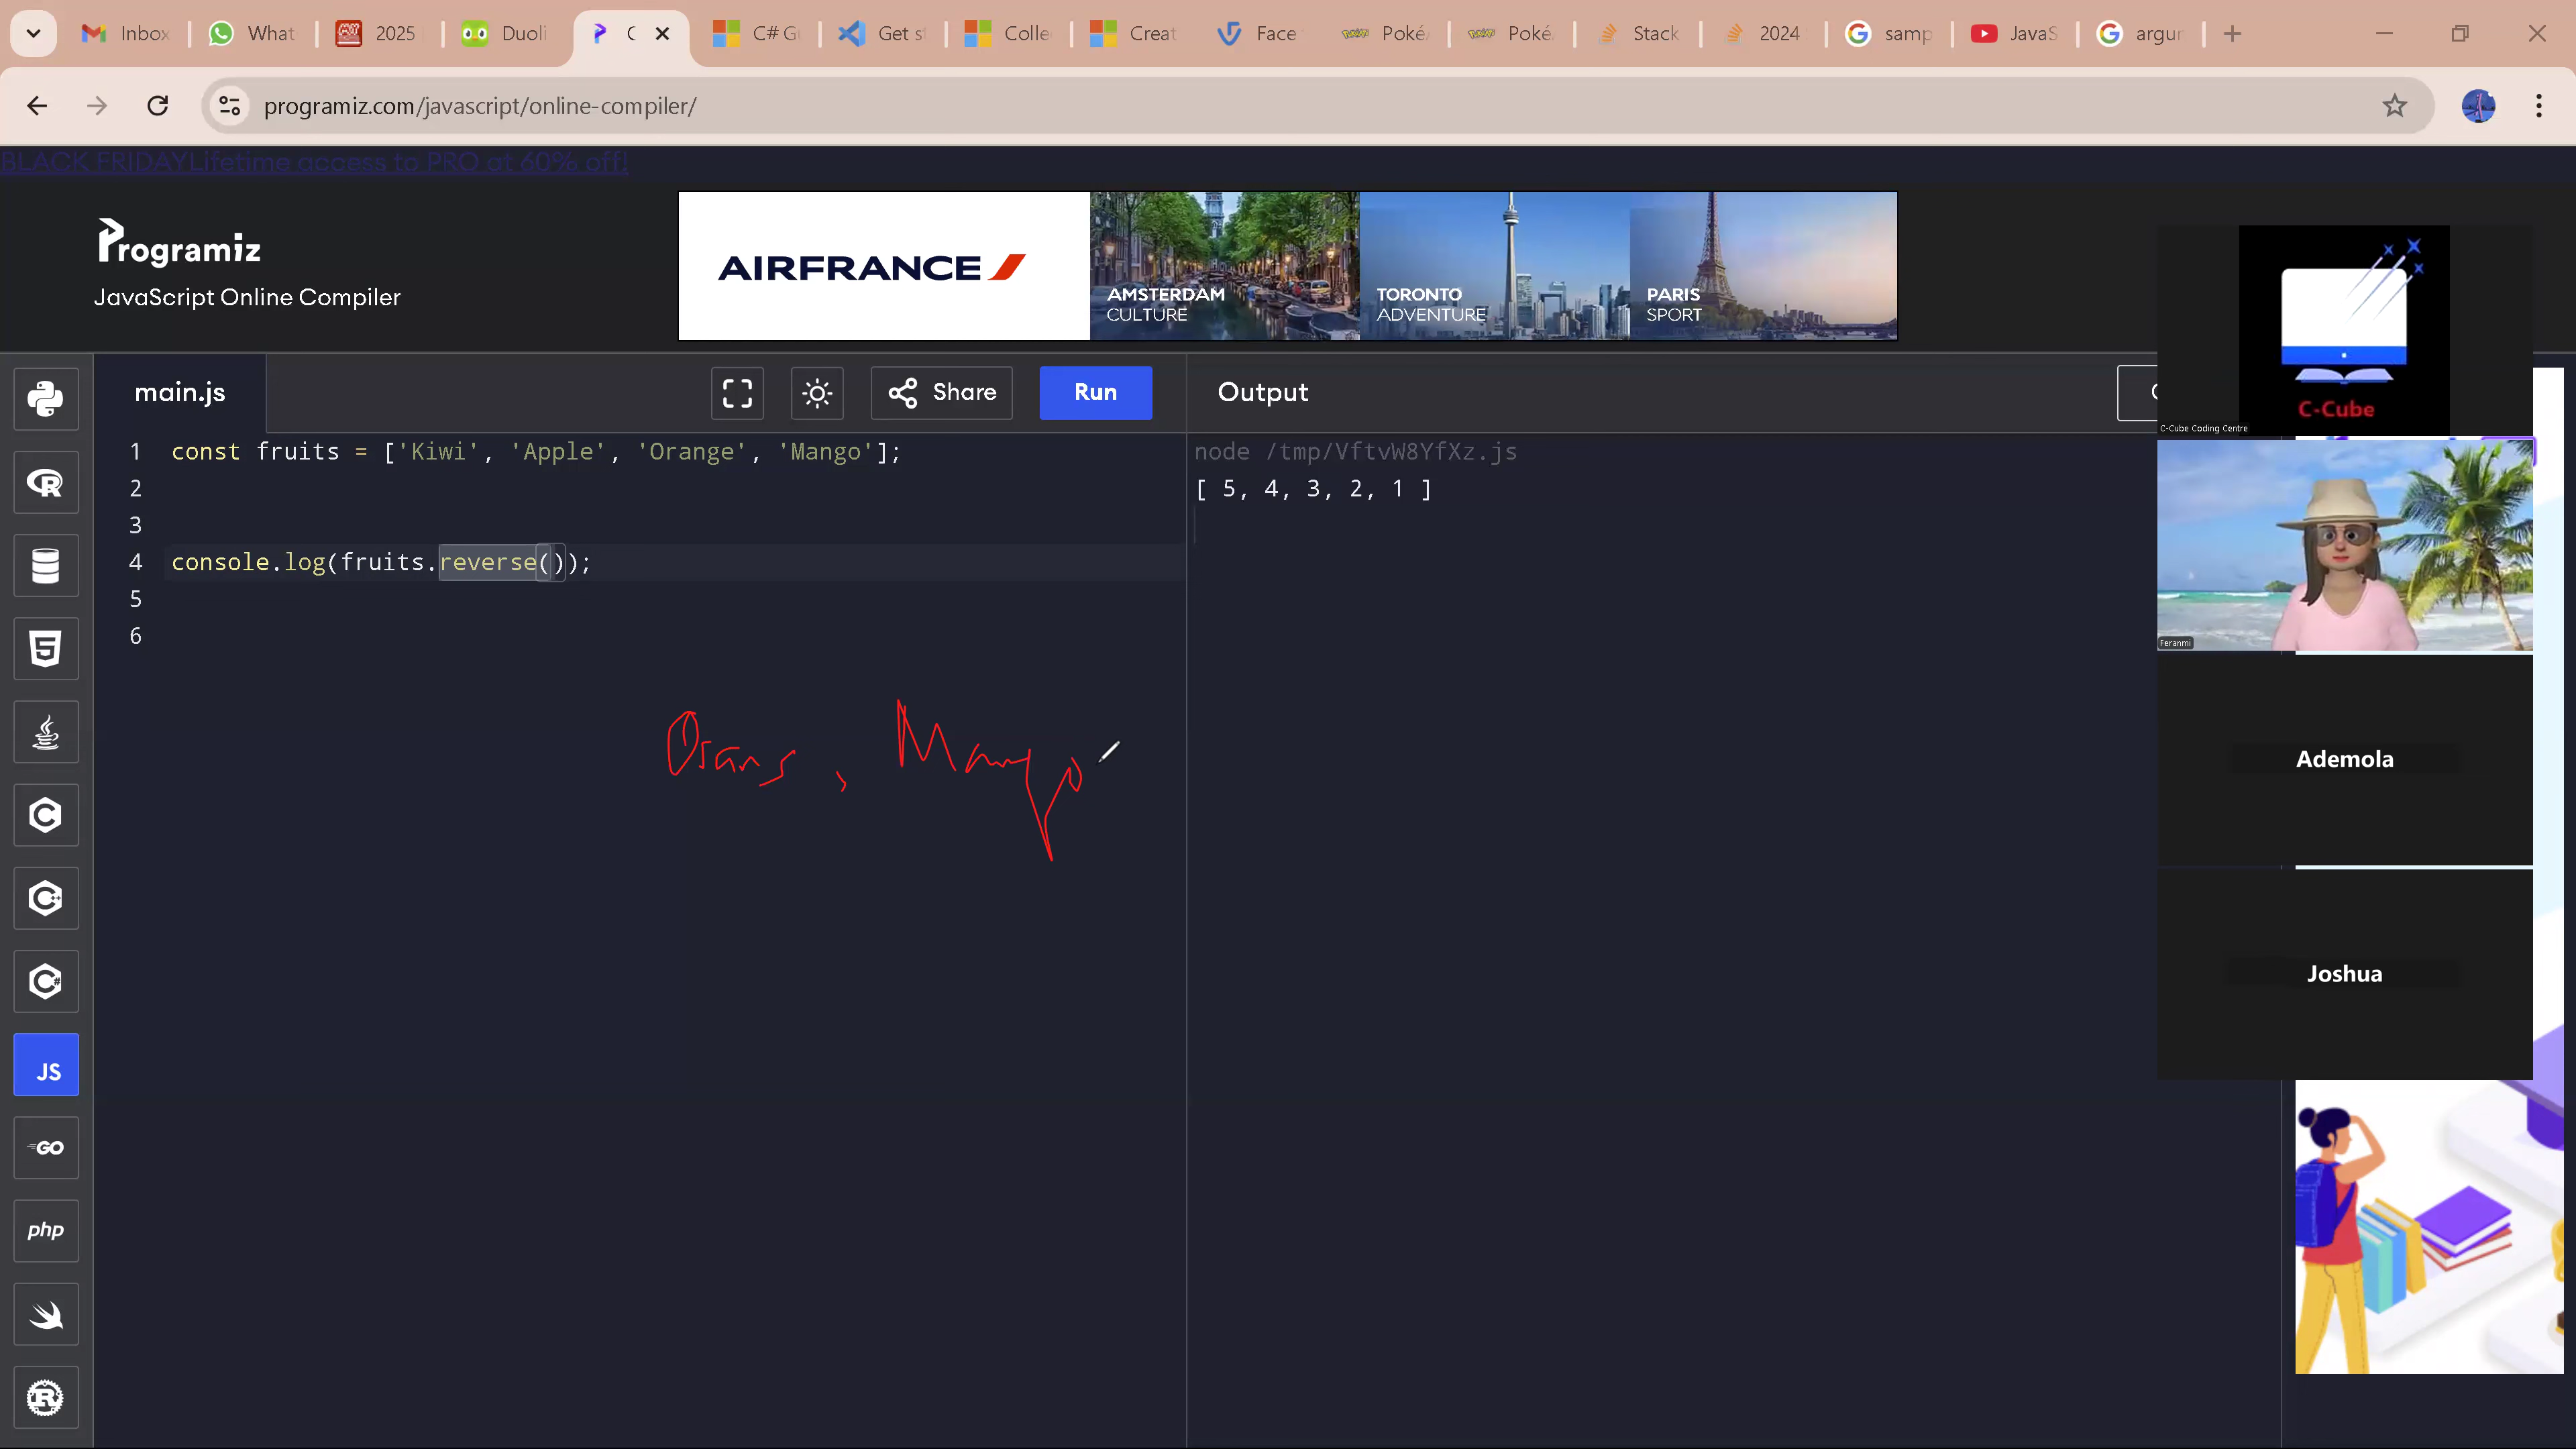 Inbox
What
2025
Duoli
C
C# Gu
Get s
Colle
Creat
Face
Poké
Poké
Stack
2024
samp
JavaS
argur
programiz.com/javascript/online-compiler/
BLACK FRIDAYLifetime access to PRO at 60% off!
Programiz
JavaScript Online Compiler
AIRFRANCE
AMSTERDAM
CULTURE
TORONTO
ADVENTURE
PARIS
SPORT
C-Cube
C-Cube Coding Centre
main.js
Share
Run
Output
1 const fruits = ['Kiwi', 'Apple', 'Orange', 'Mango'];
2
3
4 console.log(fruits.reverse());
5
6
node /tmp/VftvW8YfXz.js
[ 5, 4, 3, 2, 1 ]
Feranmi
Ademola
Joshua
, Mango
JS
GO
php